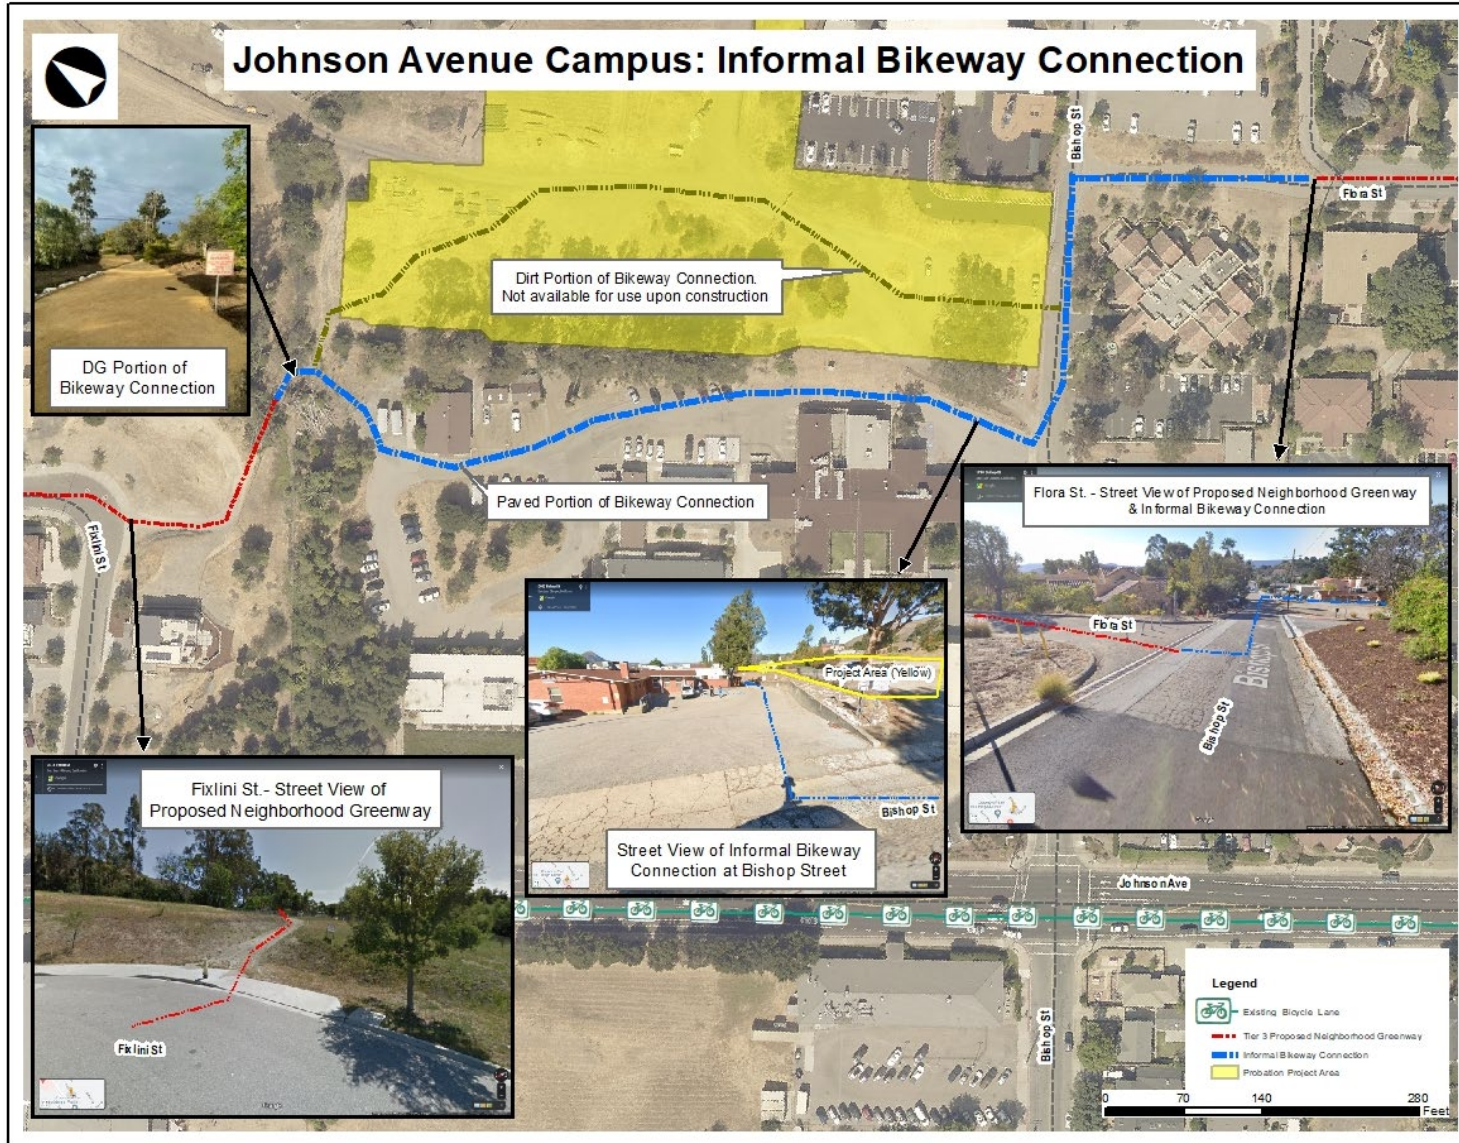 Johnson Avenue Campus: Informal Bikeway Connection
Bishop St
Flora St
Dirt Portion of Bikeway Connection.
Not available for use upon construction
DG Portion of
Bikeway Connection
Paved Portion of Bikeway Connection
Fixlini St
Flora St. - Street View of Proposed Neighborhood Greenway
& Informal Bikeway Connection
Flora St
Bishop St
Project Area (Yellow)
Bishop St
Street View of Informal Bikeway
Connection at Bishop Street
Fixlini St.- Street View of
Proposed Neighborhood Greenway
Fixlini St
Johnson Ave
Bishop St
Legend
Existing Bicycle Lane
Tier 3 Proposed Neighborhood Greenway
Informal Bikeway Connection
Probation Project Area
0 70 140 280
Feet